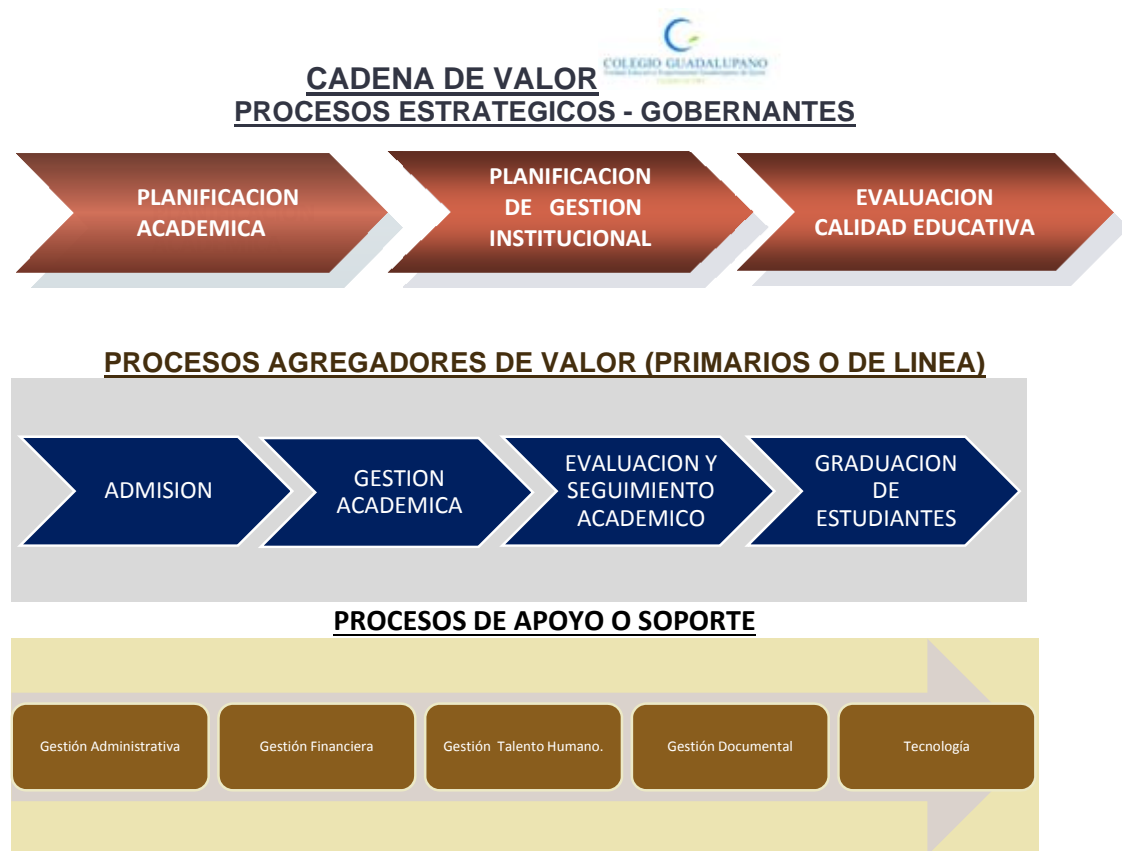 COLEGIO GUADALUPANO
CADENA DE VALOR
PROCESOS ESTRATEGICOS - GOBERNANTES
PLANIFICACION
ACADEMICA
PLANIFICACION
DE GESTION
INSTITUCIONAL
EVALUACION
CALIDAD EDUCATIVA
PROCESOS AGREGADORES DE VALOR (PRIMARIOS O DE LINEA)
ADMISION
GESTION
ACADEMICA
EVALUACION Y
SEGUIMIENTO
ACADEMICO
GRADUACION
DE
ESTUDIANTES
PROCESOS DE APOYO O SOPORTE
Gestión Administrativa
Gestión Financiera
Gestión Talento Humano.
Gestión Documental
Tecnología